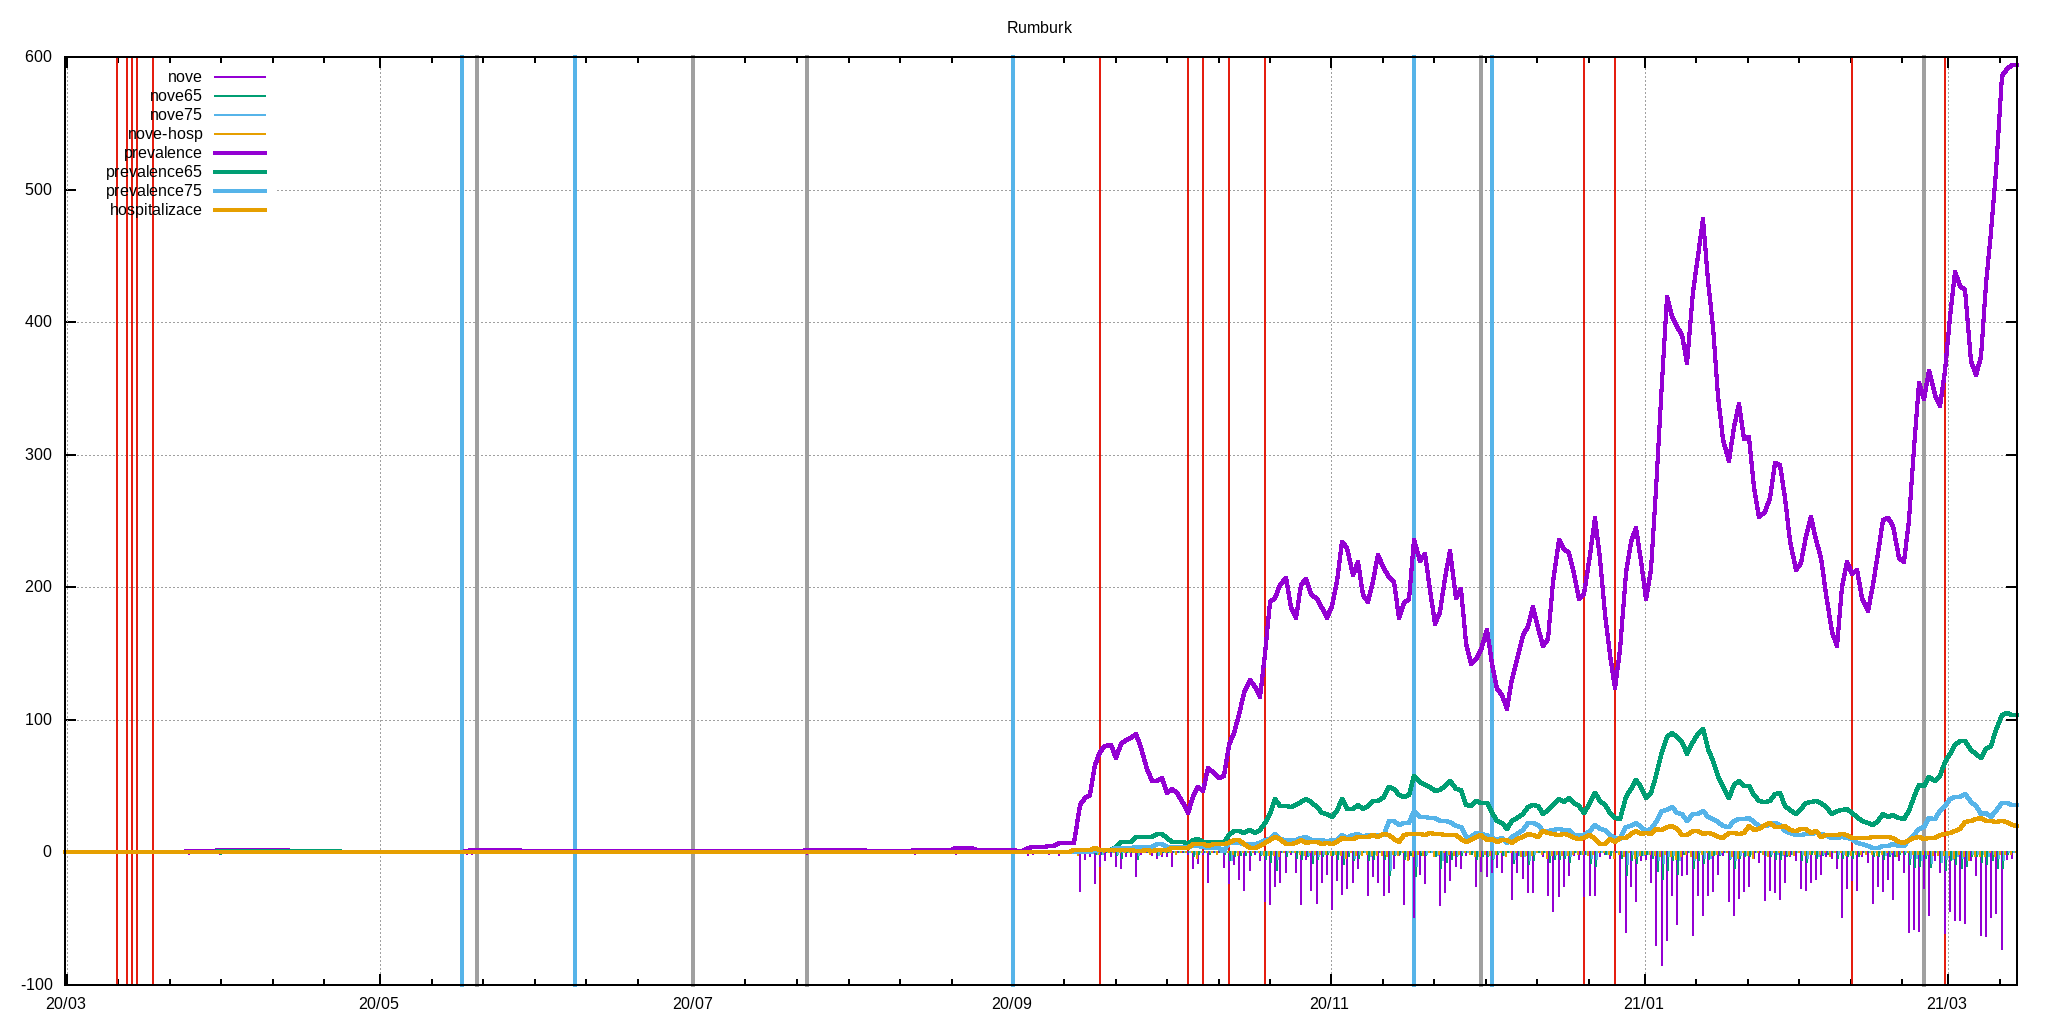 Rumburk
600
nove
nove65
nove75
nove-hosp
prevalence
prevalence65
prevalence75
hospitalizace
500
400
300
200
100
0
-100
20/03 20/05 20/07 20/09 20/11 21/01 21/03